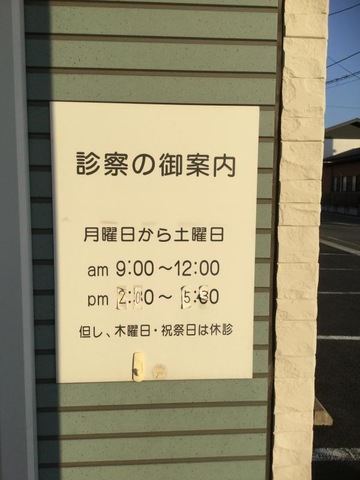 診察の御案内
月曜日から土曜日
am 9:00～12:00
pm 2:00～5:30
但し、木曜日・祝祭日は休診